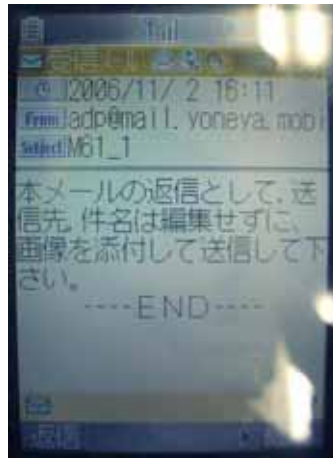 受信
2006/11/ 2 16:11
From adp@mail.yoneya.mobi
Subject M61_1
本メールの返信として、送
信先、件名は編集せずに、
画像を添付して送信して下
さい。
----END----
返信